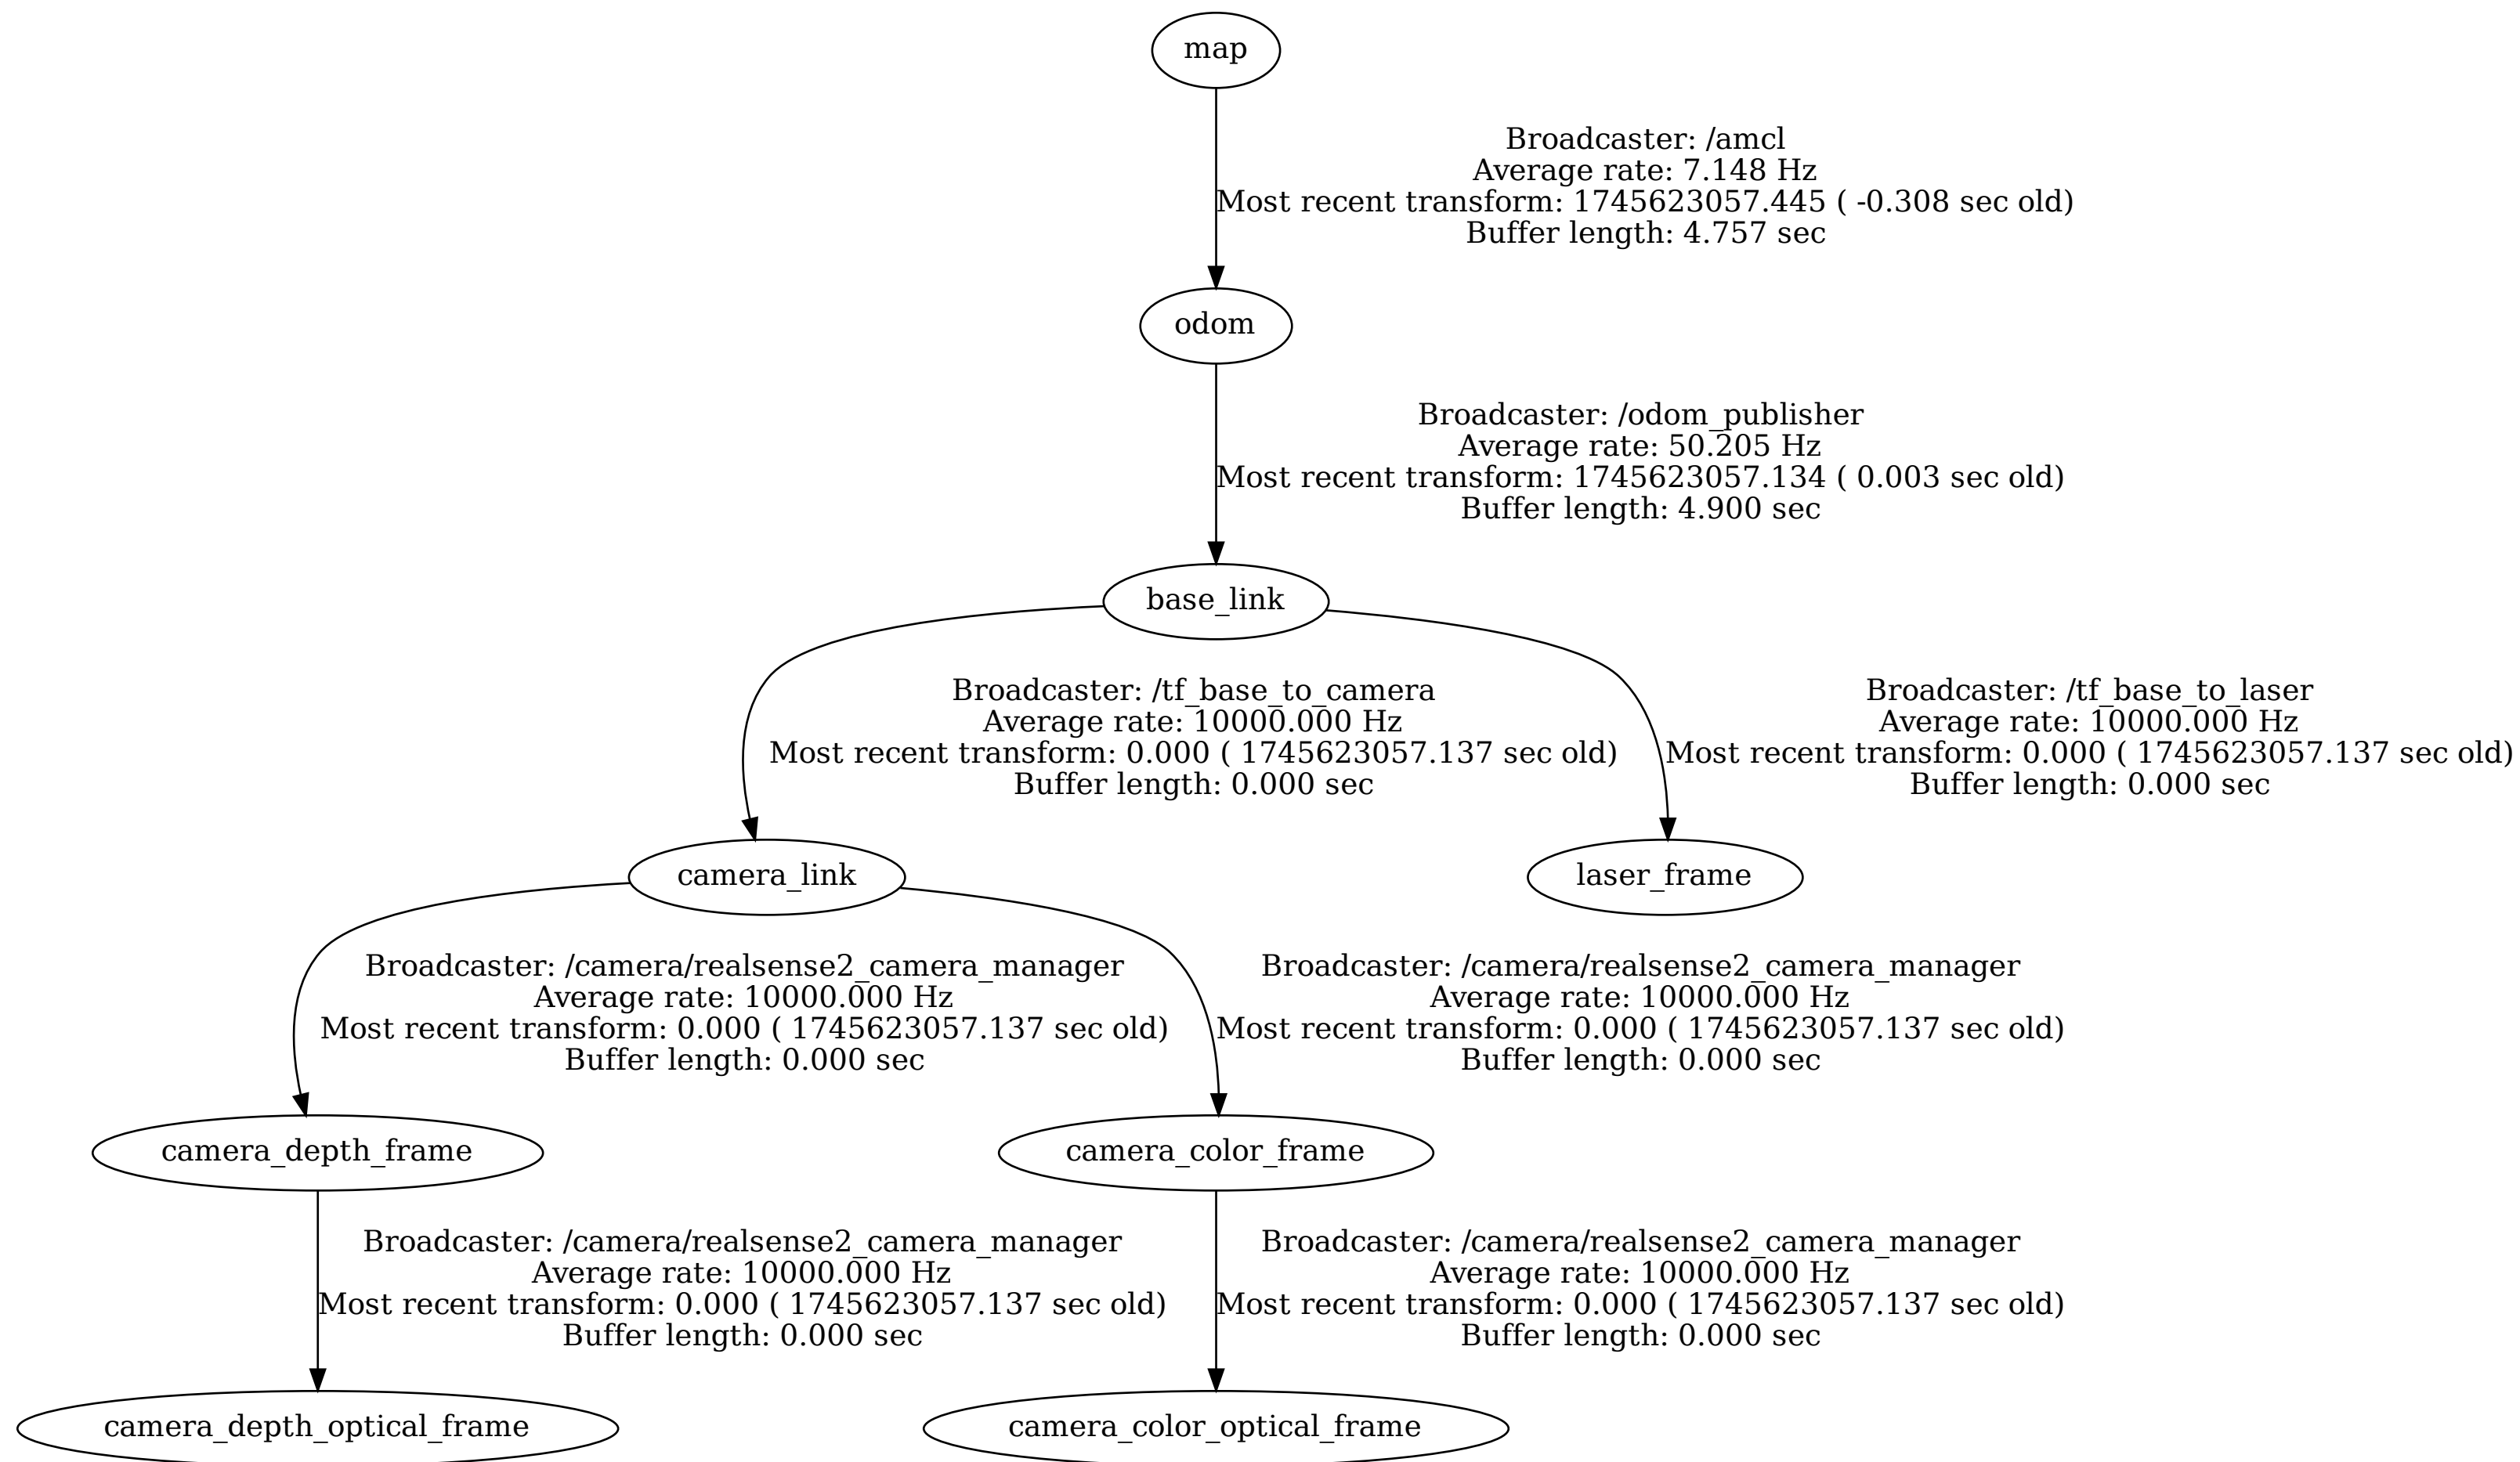 map
Broadcaster: /amcl
Average rate: 7.148 Hz
Most recent transform: 1745623057.445 ( -0.308 sec old)
Buffer length: 4.757 sec
odom
Broadcaster: /odom_publisher
Average rate: 50.205 Hz
Most recent transform: 1745623057.134 ( 0.003 sec old)
Buffer length: 4.900 sec
base_link
Broadcaster: /tf_base_to_camera
Average rate: 10000.000 Hz
Most recent transform: 0.000 ( 1745623057.137 sec old)
Buffer length: 0.000 sec
Broadcaster: /tf_base_to_laser
Average rate: 10000.000 Hz
Most recent transform: 0.000 ( 1745623057.137 sec old)
Buffer length: 0.000 sec
camera_link
laser_frame
Broadcaster: /camera/realsense2_camera_manager
Average rate: 10000.000 Hz
Most recent transform: 0.000 ( 1745623057.137 sec old)
Buffer length: 0.000 sec
Broadcaster: /camera/realsense2_camera_manager
Average rate: 10000.000 Hz
Most recent transform: 0.000 ( 1745623057.137 sec old)
Buffer length: 0.000 sec
camera_depth_frame
camera_color_frame
Broadcaster: /camera/realsense2_camera_manager
Average rate: 10000.000 Hz
Most recent transform: 0.000 ( 1745623057.137 sec old)
Buffer length: 0.000 sec
Broadcaster: /camera/realsense2_camera_manager
Average rate: 10000.000 Hz
Most recent transform: 0.000 ( 1745623057.137 sec old)
Buffer length: 0.000 sec
camera_depth_optical_frame
camera_color_optical_frame